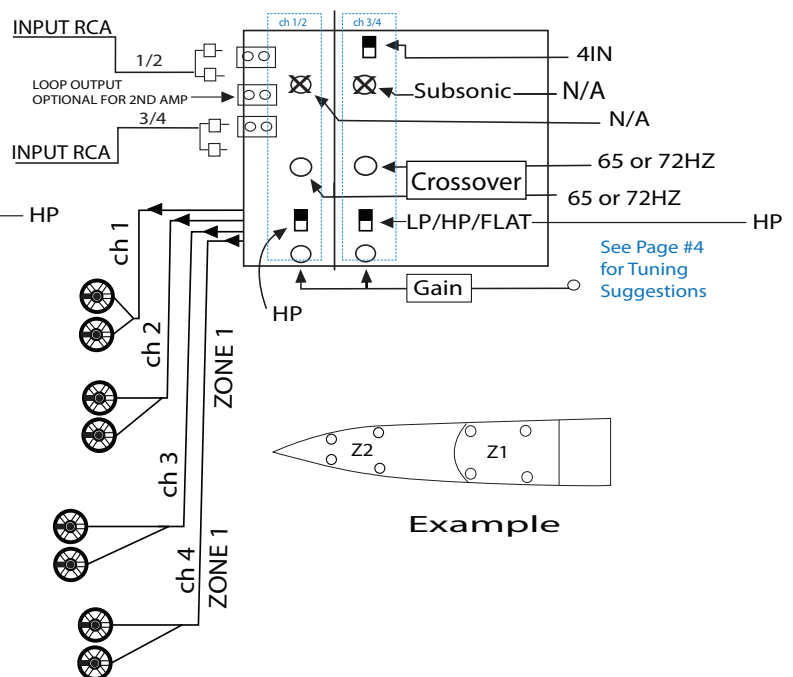 INPUT RCA
ch 1/2
ch 3/4
1/2
4IN
LOOP OUTPUT
OPTIONAL FOR 2ND AMP
Subsonic
N/A
N/A
3/4
INPUT RCA
65 or 72HZ
Crossover
65 or 72HZ
HP
LP/HP/FLAT
HP
See Page #4
for Tuning
Suggestions
Gain
HP
ch 1
ch 2
ZONE 1
ch 3
ch 4
ZONE 1
Z2
Z1
Example